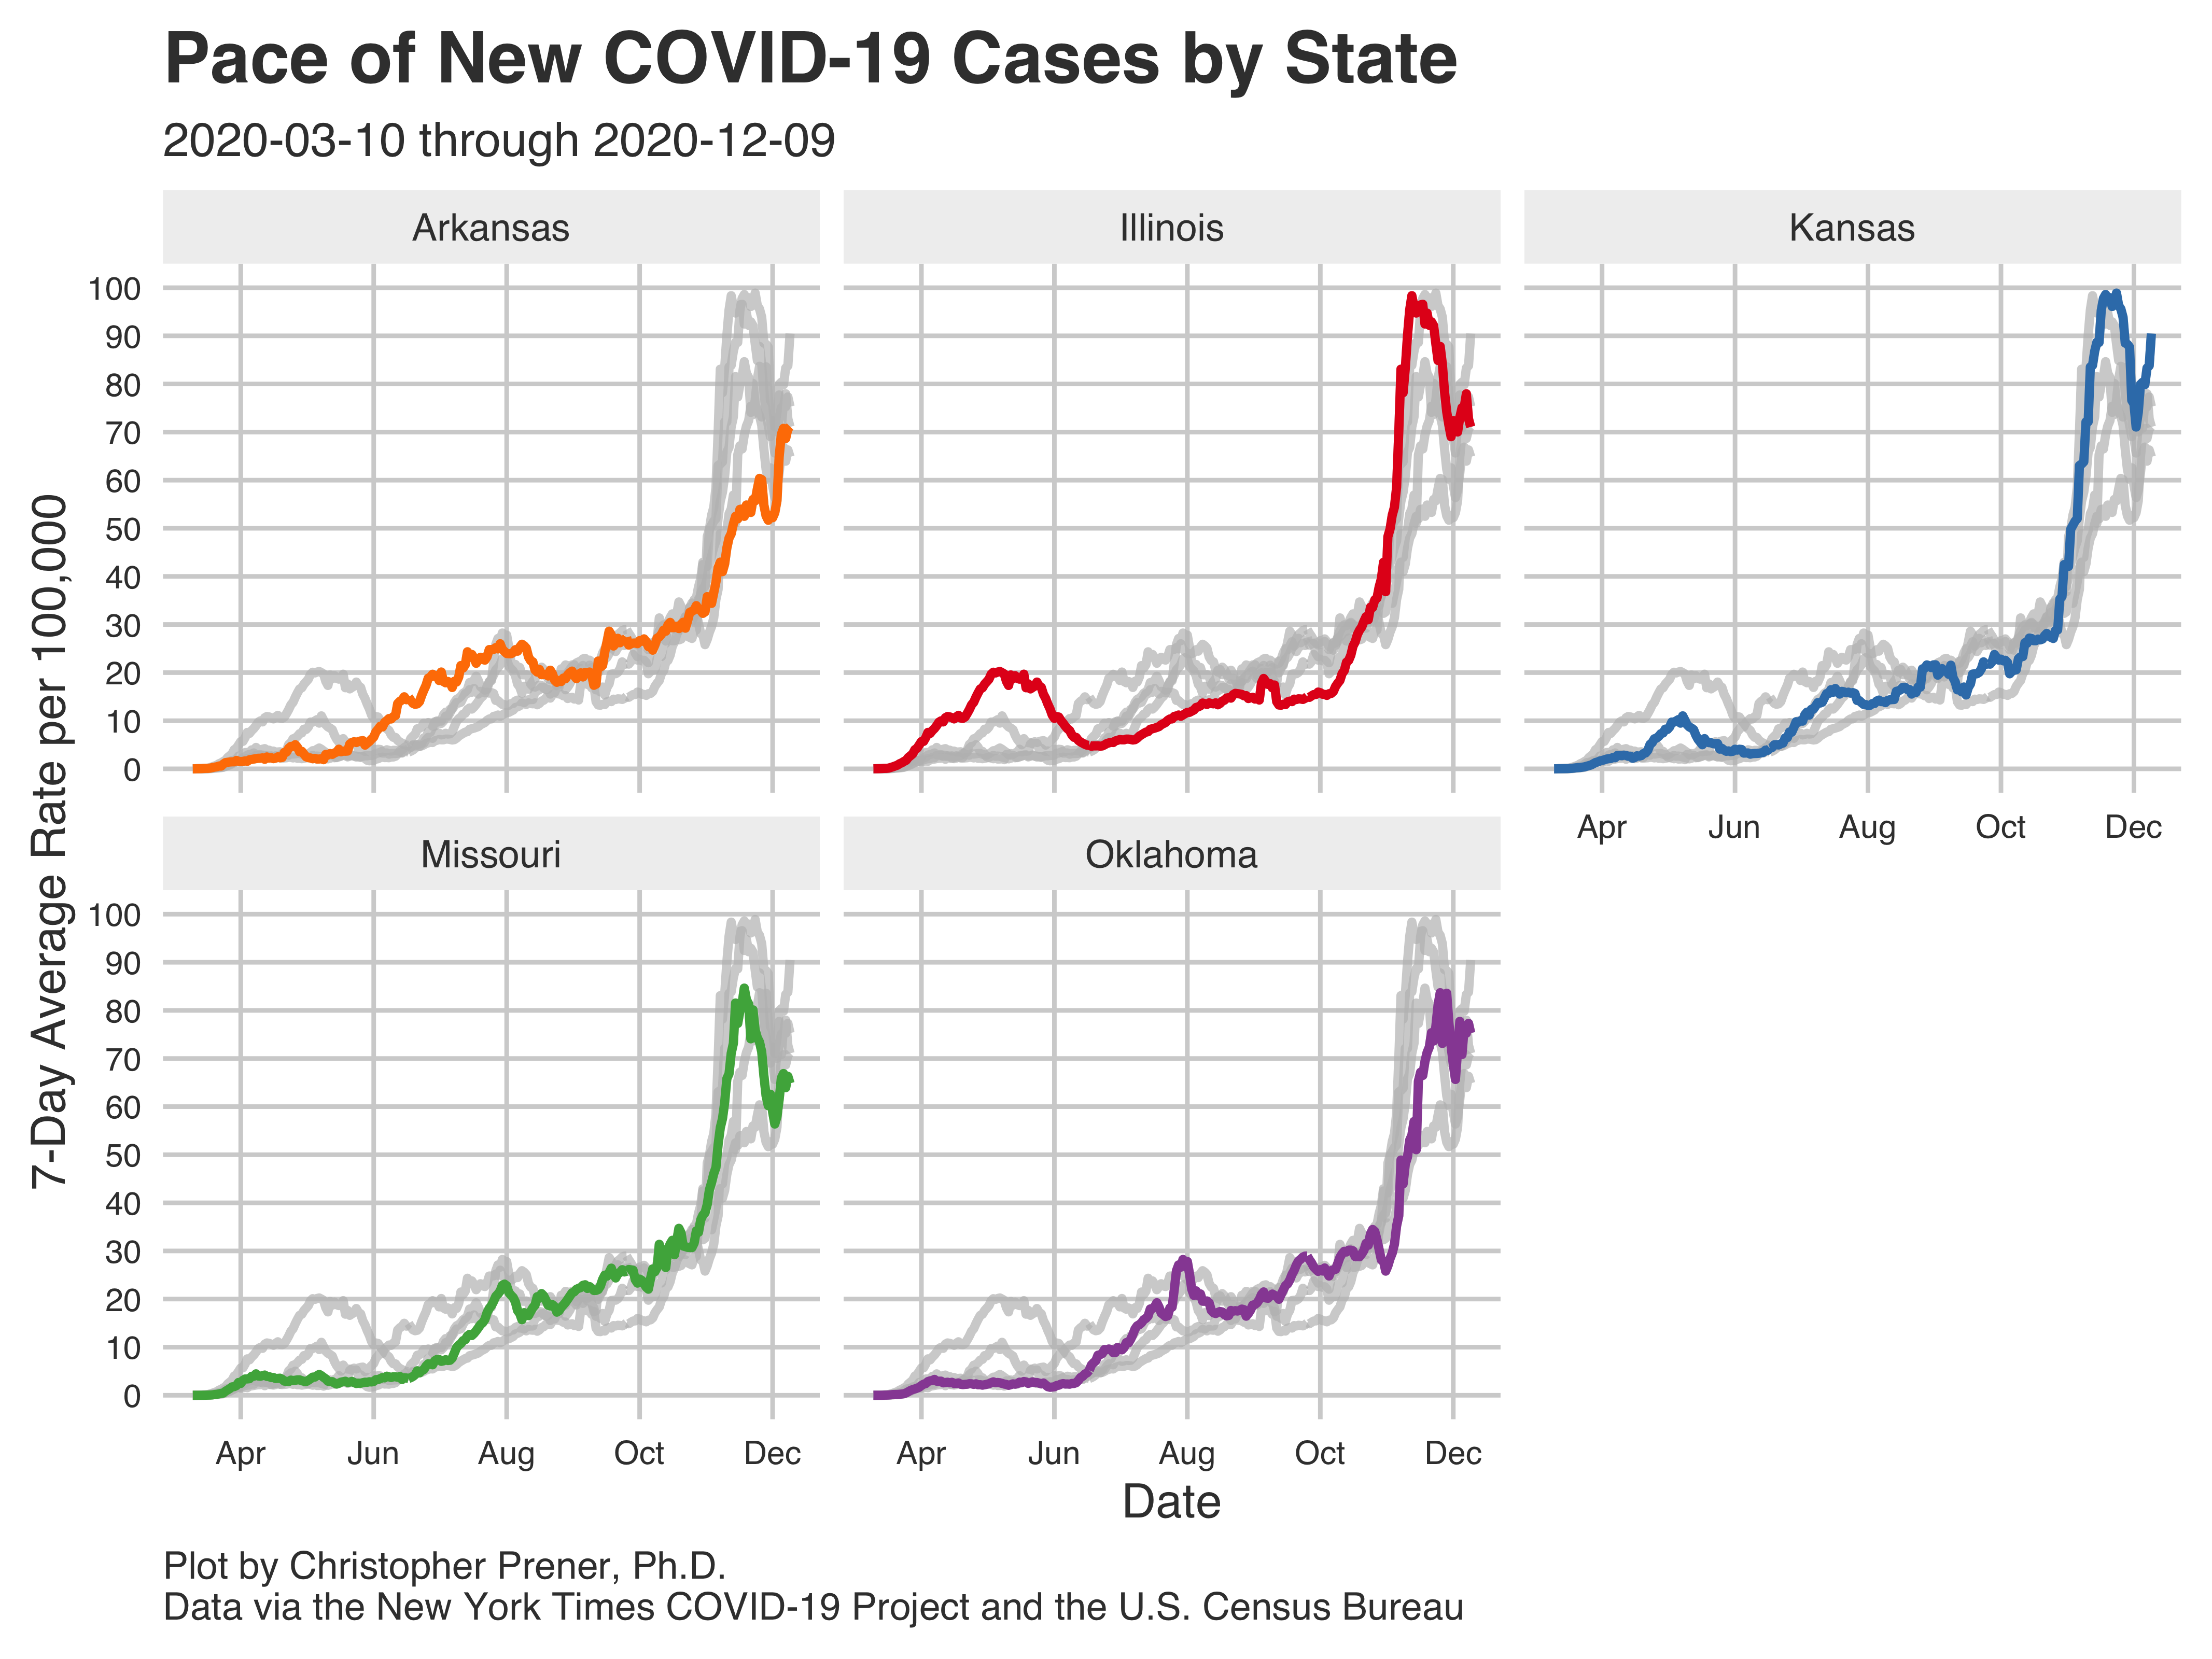 Pace of New COVID-19 Cases by State
2020-03-10 through 2020-12-09
Arkansas
Illinois
Kansas
100
90
80
70
60
50
40
30
20
10
0
Apr
Jun
Aug
Oct
Dec
Missouri
Oklahoma
100
90
80
70
60
50
40
30
20
10
0
Apr
Jun
Aug
Oct
Dec
Apr
Jun
Aug
Oct
Dec
7-Day Average Rate per 100,000
Date
Plot by Christopher Prener, Ph.D.
Data via the New York Times COVID-19 Project and the U.S. Census Bureau